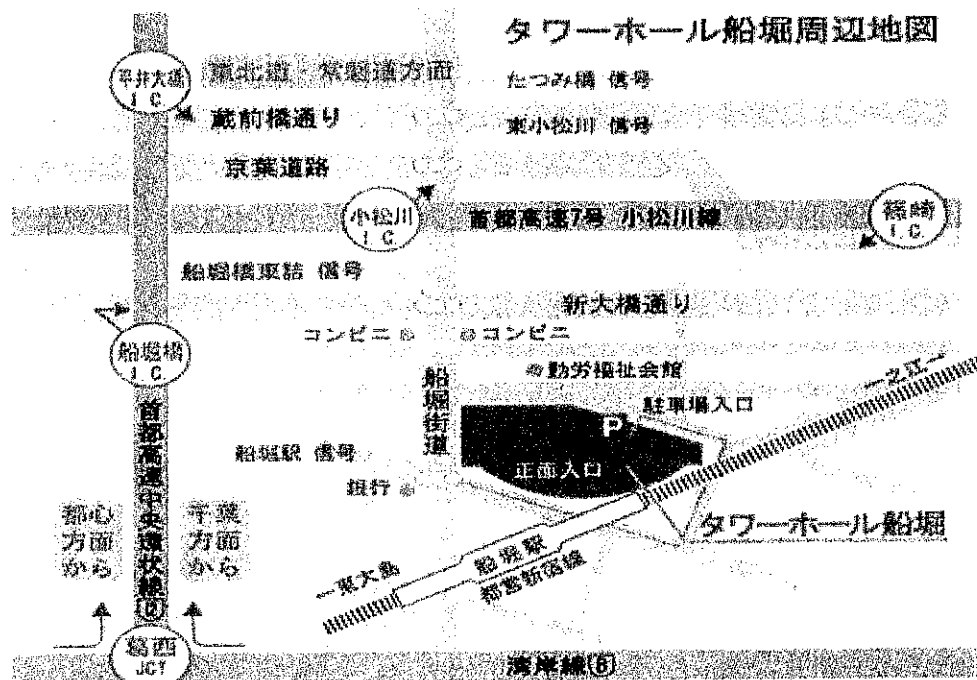 タワーホール船堀周辺地図
平井大橋
I.C.
東北道・常磐道方面
たつみ橋 信号
蔵前橋通り
東小松川 信号
京葉道路
小松川
I.C.
首都高速7号 小松川線
篠崎
I.C.
船堀橋東詰 信号
新大橋通り
コンビニ
コンビニ
船堀橋
I.C.
勤労福祉会館
一之江
船堀街道
駐車場入口
P
首都高速中央環状線(C2)
船堀駅 信号
正面入口
銀行
都心
方面
から
千葉
方面
から
タワーホール船堀
船堀駅
都営新宿線
東大島
葛西
JCT
湾岸線(B)